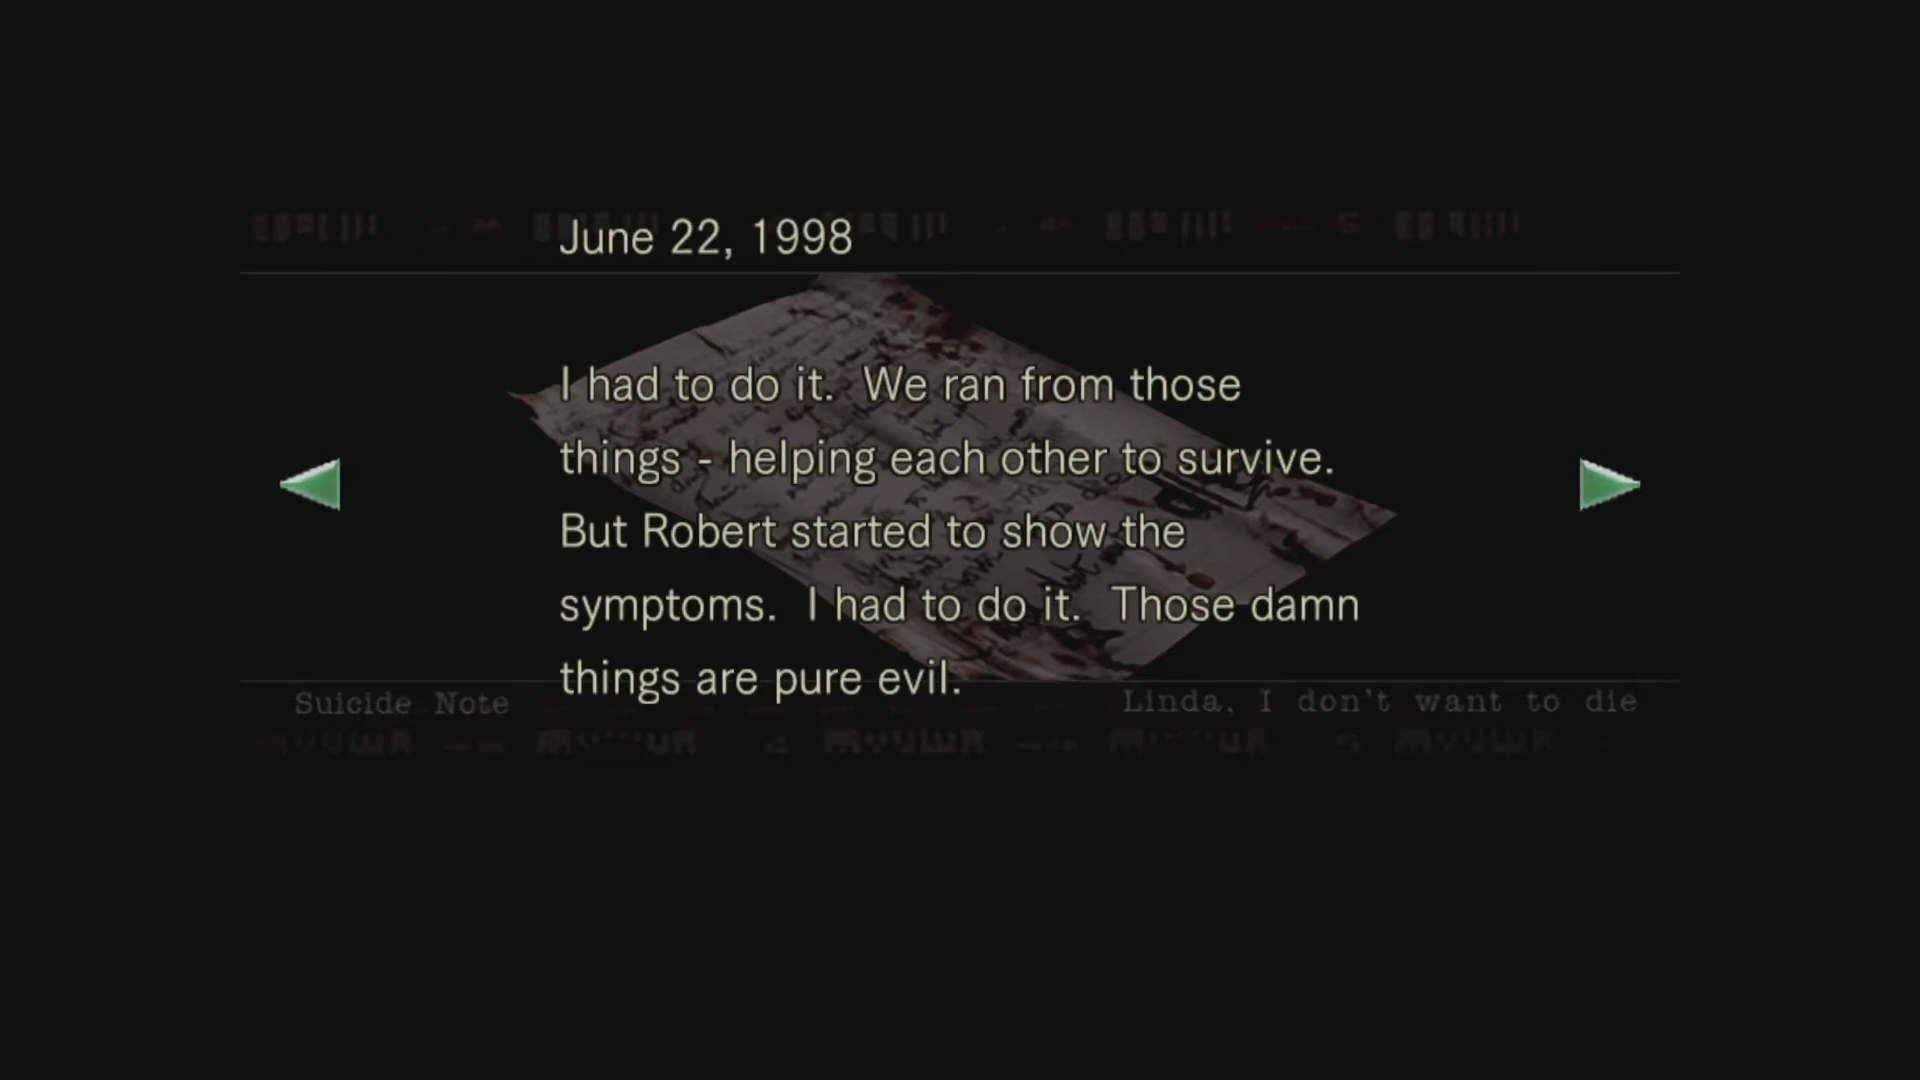 June 22, 1998
I had to do it.  We ran from those
things - helping each other to survive.
But Robert started to show the
symptoms.  I had to do it.  Those damn
things are pure evil.
Suicide Note
Linda, I don't want to die